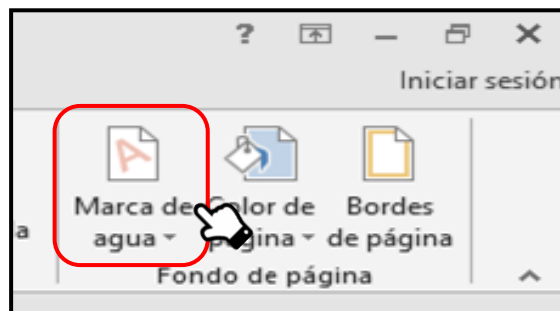 ?
Iniciar sesión
Marca de Color de Bordes
a agua página de página
Fondo de página